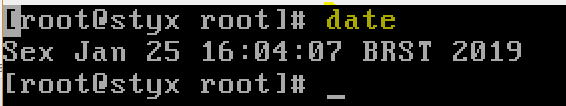 [root@styx root]# date
Sex Jan 25 16:04:07 BRST 2019
[root@styx root]# _